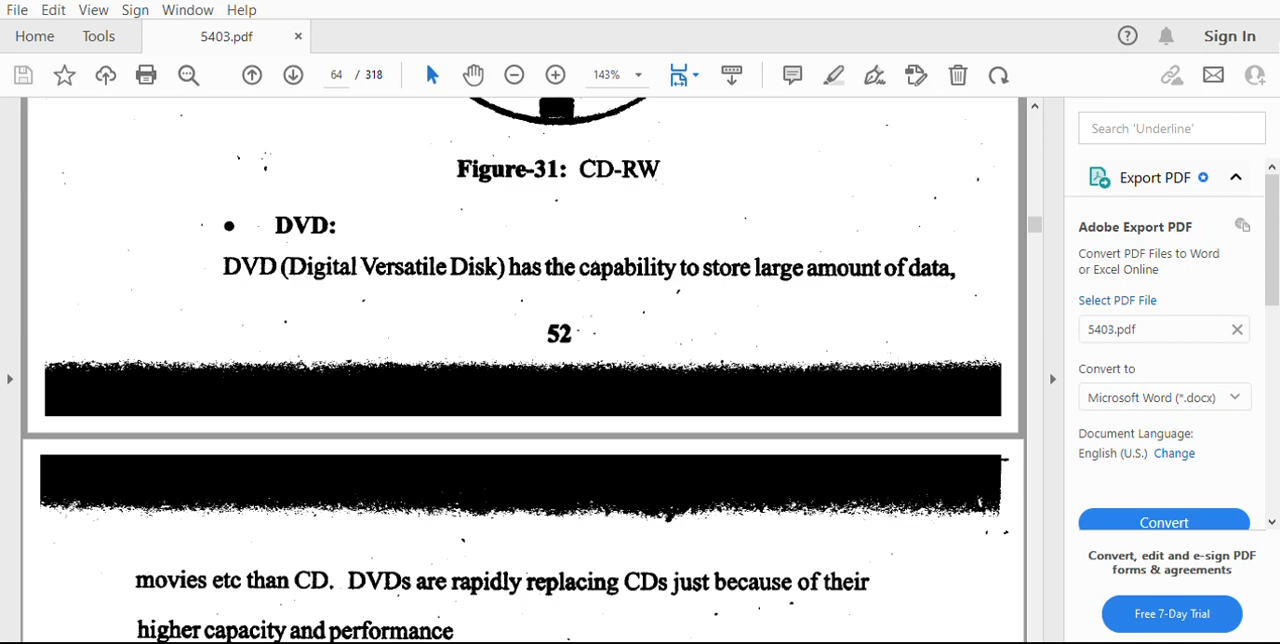 File Edit View Sign Window Help
Home Tools 5403.pdf × Sign In
64 / 318 143%
Figure-31: CD-RW
• DVD:
DVD (Digital Versatile Disk) has the capability to store large amount of data,
52
movies etc than CD. DVDs are rapidly replacing CDs just because of their
higher capacity and performance
Search 'Underline'
Export PDF
Adobe Export PDF
Convert PDF Files to Word
or Excel Online
Select PDF File
5403.pdf
Convert to
Microsoft Word (*.docx)
Document Language:
English (U.S.) Change
Convert
Convert, edit and e-sign PDF
forms & agreements
Free 7-Day Trial